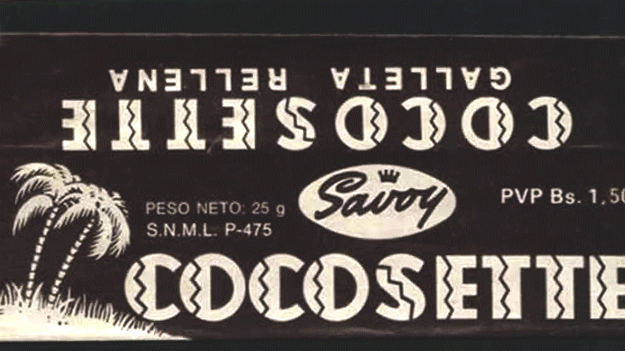 GALLETA RELLENA
COCOSETTE
PESO NETO: 25 g
S.N.M.L. P-475
Savoy
PVP Bs. 1,50
COCOSETTE